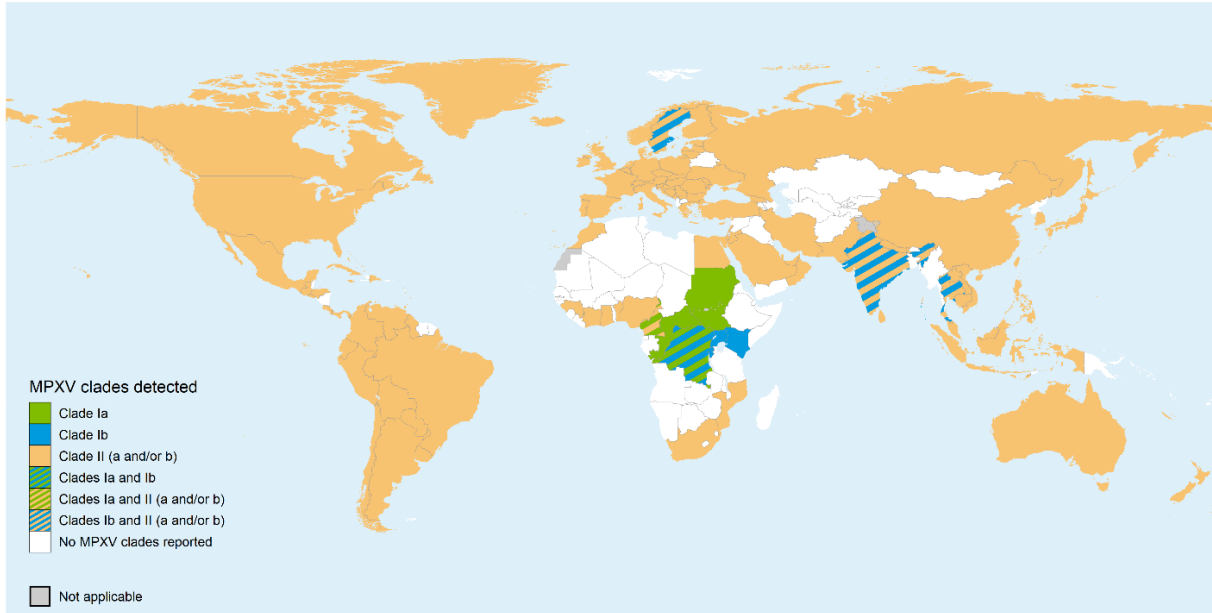 MPXV clades detected
Clade Ia
Clade Ib
Clade II (a and/or b)
Clades Ia and Ib
Clades Ia and II (a and/or b)
Clades Ib and II (a and/or b)
No MPXV clades reported
Not applicable